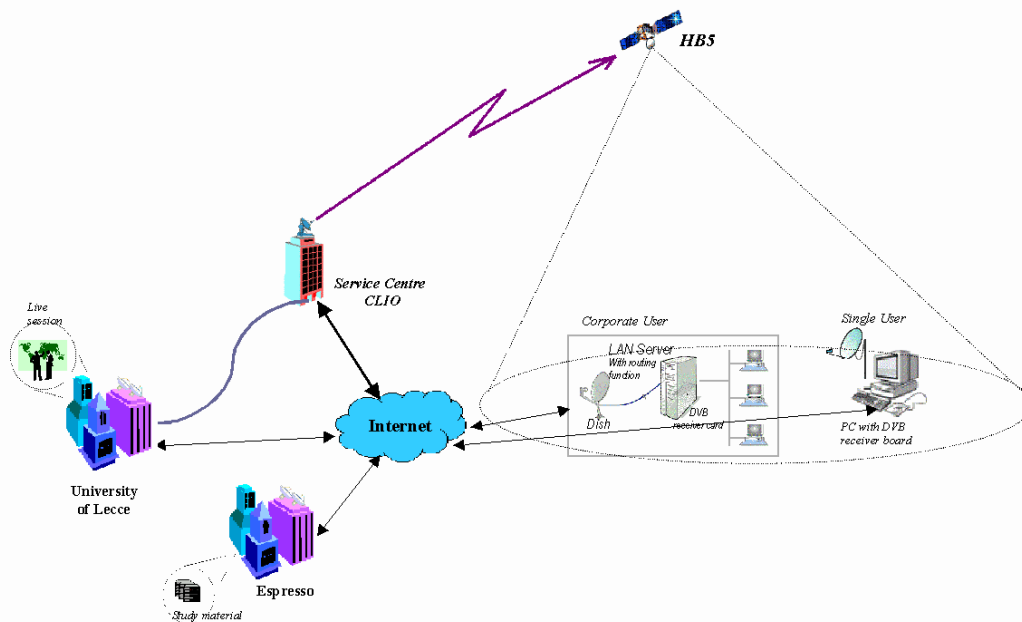 HB5
Service Centre
CLIO
Live
session
Corporate User
Single User
LAN Server
With routing
function
Internet
Dish
DVB
receiver card
PC with DVB
receiver board
University
of Lecce
Espresso
Study material